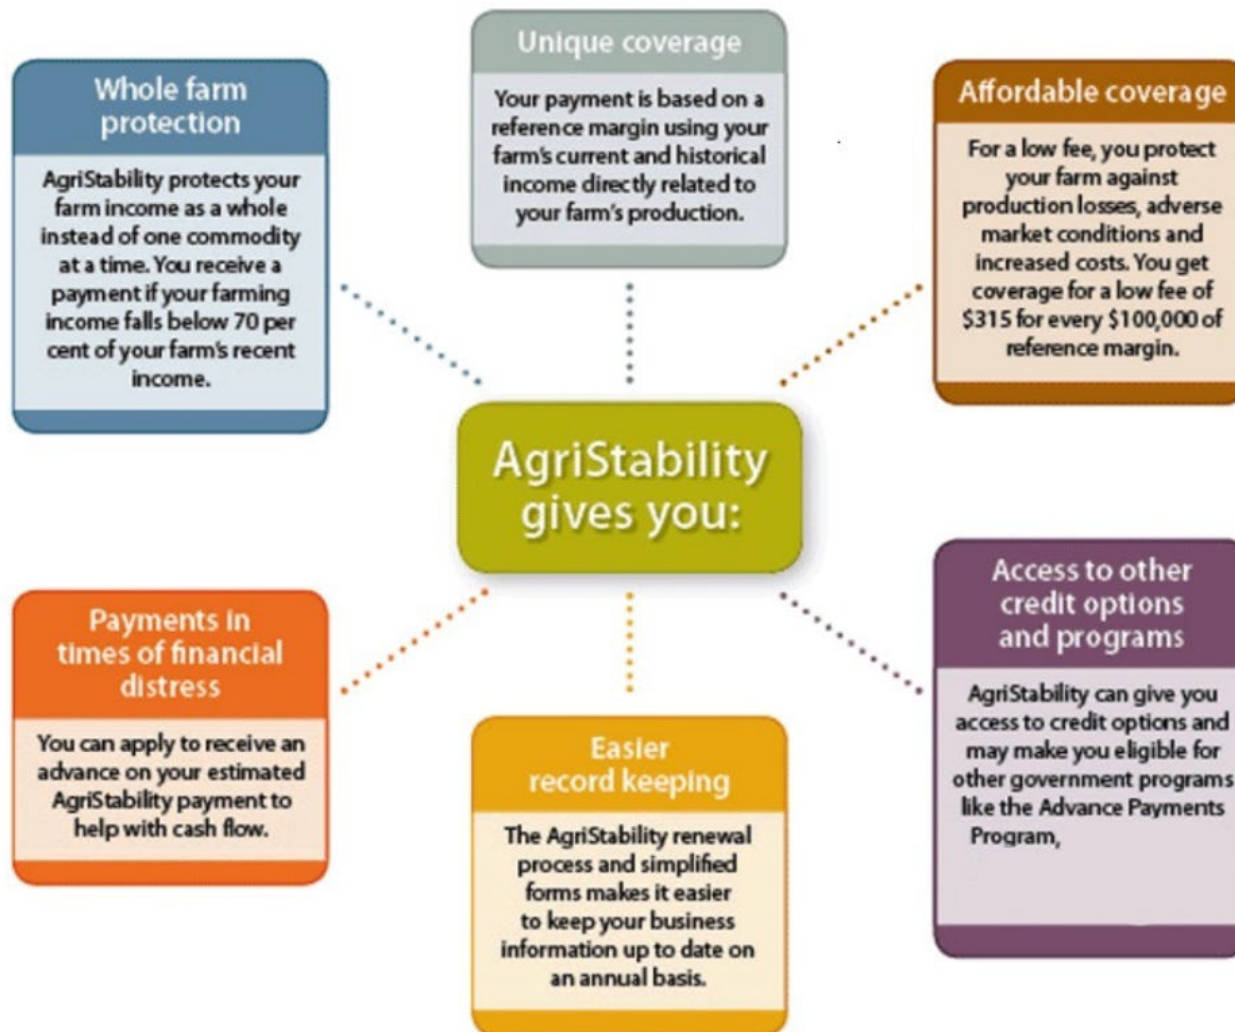 Whole farm
protection
AgriStability protects your
farm income as a whole
instead of one commodity
at a time. You receive a
payment if your farming
income falls below 70 per
cent of your farm's recent
income.
Unique coverage
Your payment is based on a
reference margin using your
farm's current and historical
income directly related to
your farm's production.
Affordable coverage
For a low fee, you protect
your farm against
production losses, adverse
market conditions and
increased costs. You get
coverage for a low fee of
$315 for every $100,000 of
reference margin.
AgriStability
gives you:
Payments in
times of financial
distress
You can apply to receive an
advance on your estimated
AgriStability payment to
help with cash flow.
Easier
record keeping
The AgriStability renewal
process and simplified
forms makes it easier
to keep your business
information up to date on
an annual basis.
Access to other
credit options
and programs
AgriStability can give you
access to credit options and
may make you eligible for
other government programs
like the Advance Payments
Program,